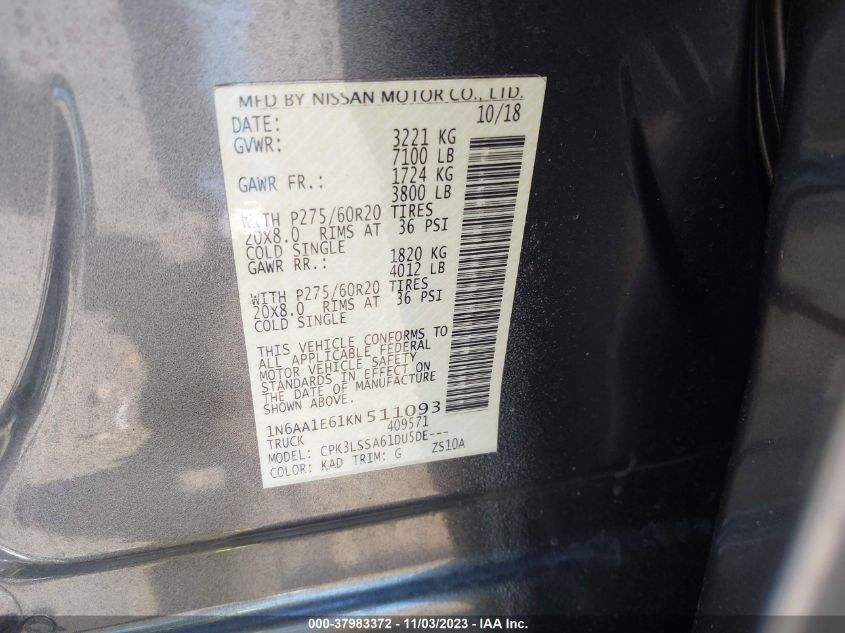 MFD BY NISSAN MOTOR CO., LTD.
DATE: 10/18
GVWR: 3221 KG
7100 LB
GAWR FR.: 1724 KG
3800 LB
WITH P275/60R20 TIRES
20X8.0 RIMS AT 36 PSI
COLD SINGLE
GAWR RR.: 1820 KG
4012 LB
WITH P275/60R20 TIRES
20X8.0 RIMS AT 36 PSI
COLD SINGLE
THIS VEHICLE CONFORMS TO
ALL APPLICABLE FEDERAL
MOTOR VEHICLE SAFETY
STANDARDS IN EFFECT ON
THE DATE OF MANUFACTURE
SHOWN ABOVE.
1N6AA1E61KN511093
TRUCK 409571
MODEL: CPK3LSSA61DU5DE---
COLOR: KAD TRIM: G ZS10A
000-37983372 - 11/03/2023 - IAA Inc.